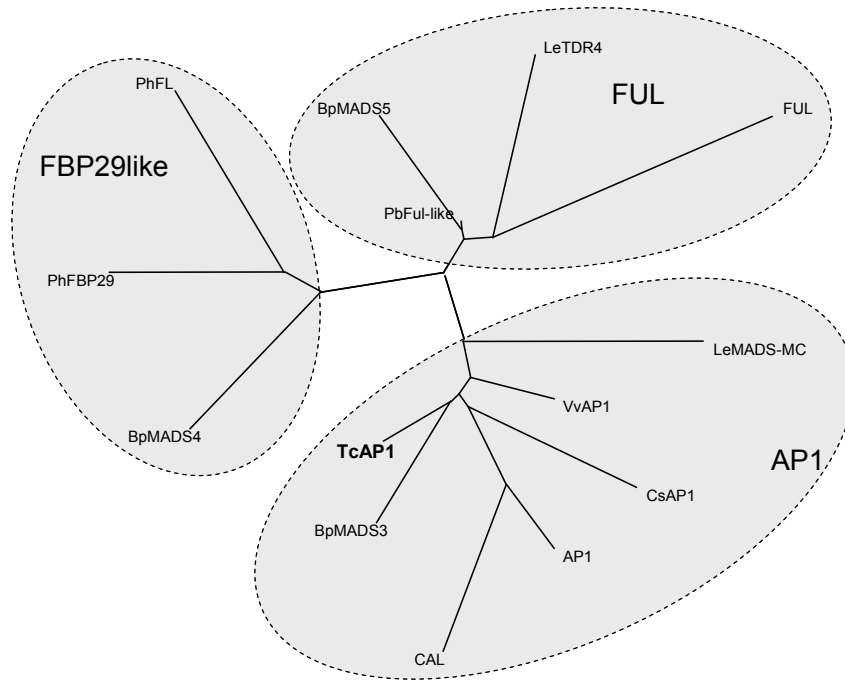 LeTDR4
PhFL
FUL
BpMADS5
FUL
FBP29like
PbFul-like
PhFBP29
LeMADS-MC
VvAP1
BpMADS4
TcAP1
AP1
CsAP1
BpMADS3
AP1
CAL